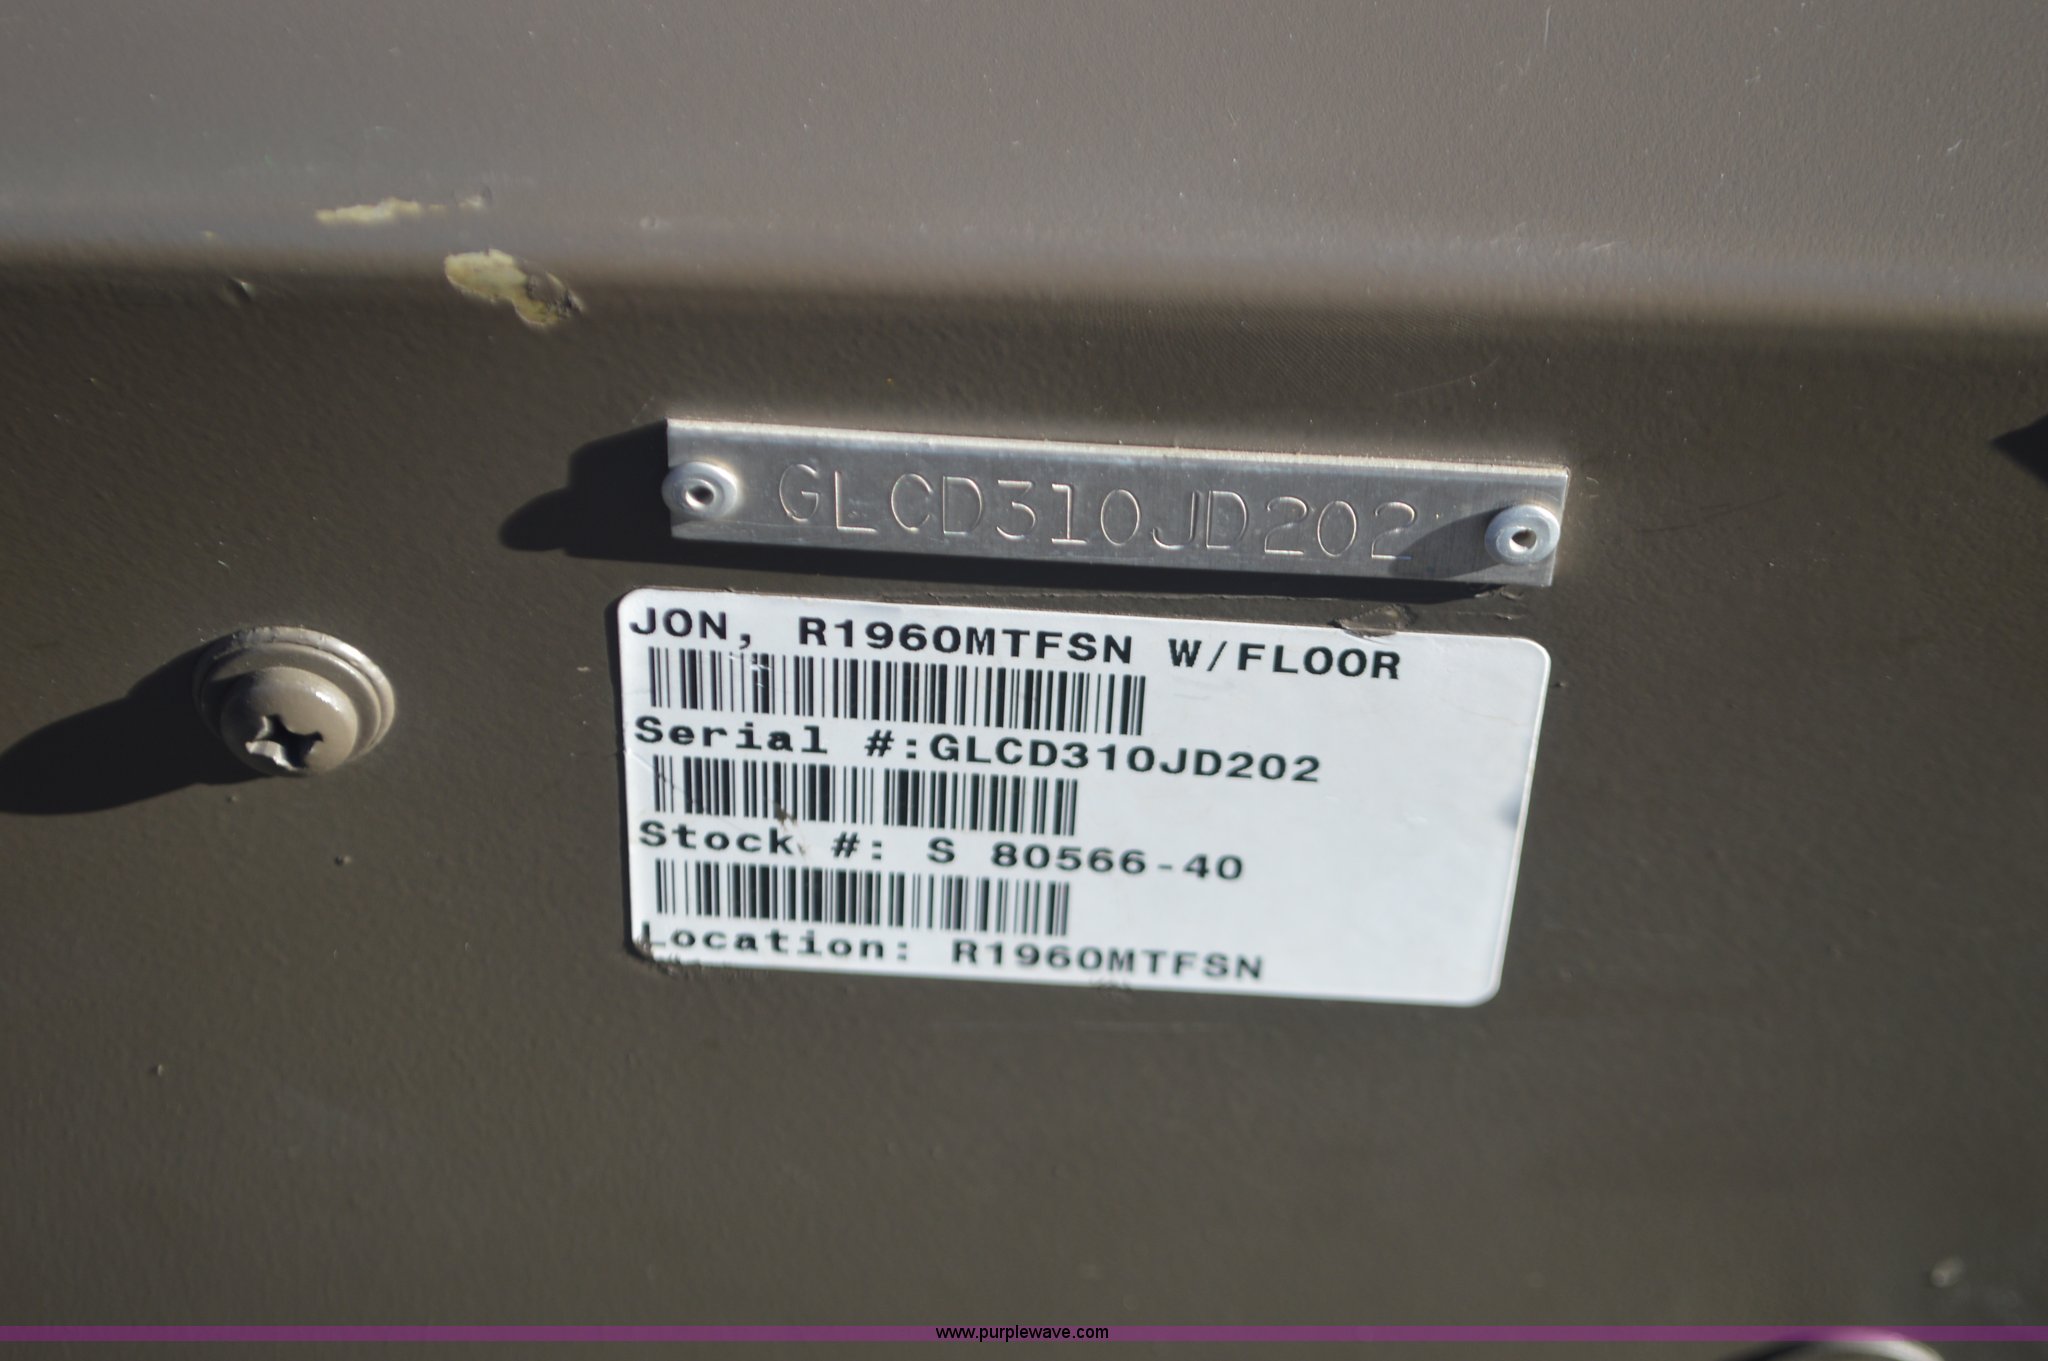 GLCD310JD202
JON, R1960MTFSN W/FLOOR
Serial #:GLCD310JD202
Stock #: S 80566-40
Location: R1960MTFSN
www.purplewave.com